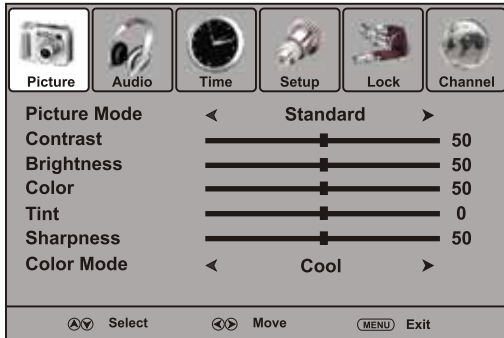 Picture Audio Time Setup Lock Channel
Picture Mode Standard
Contrast 50
Brightness 50
Color 50
Tint 0
Sharpness 50
Color Mode Cool
Select Move MENU Exit